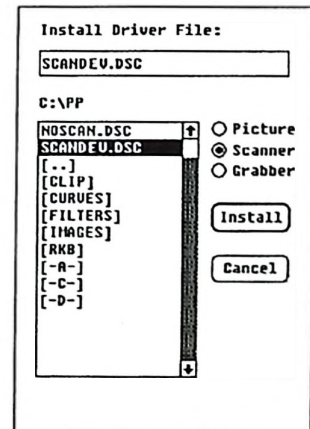 Install Driver File:
SCANDEV.DSC
C:\PP
NOSCAN.DSC
SCANDEV.DSC
[..]
[CLIP]
[CURVES]
[FILTERS]
[IMAGES]
[RKB]
[-A-]
[-C-]
[-D-]
Picture
Scanner
Grabber
Install
Cancel